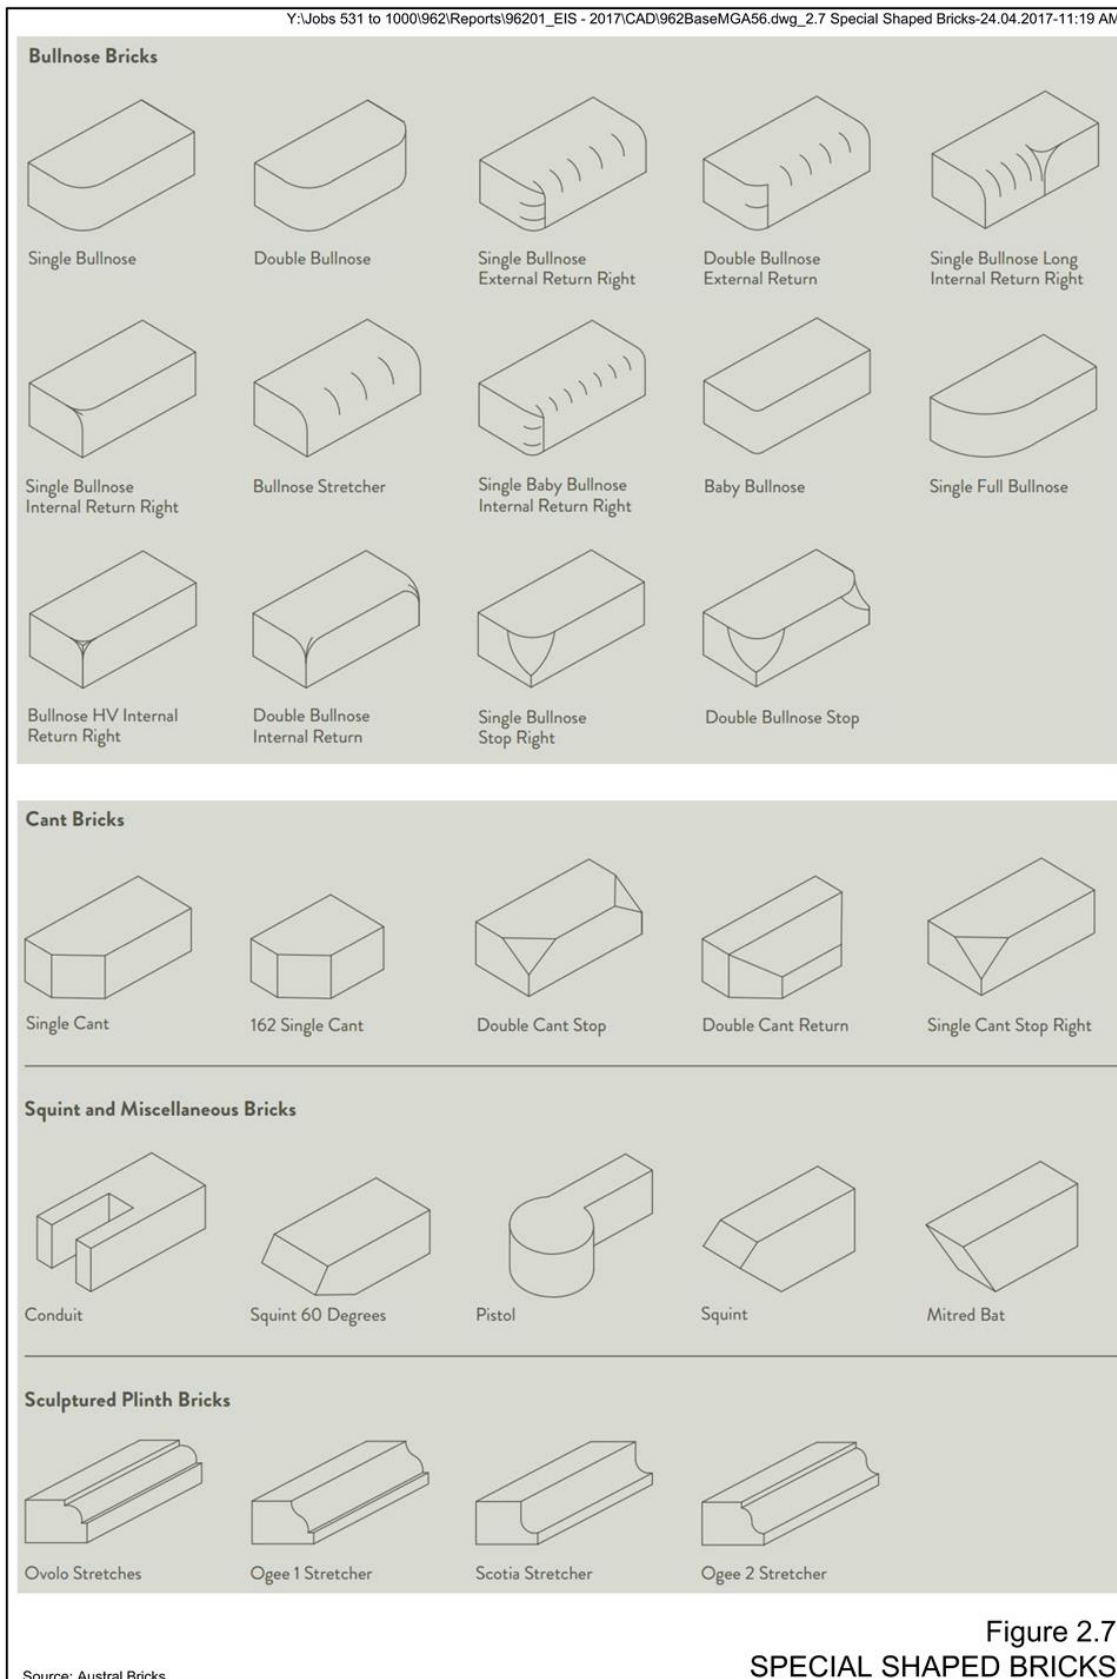 Y:\Jobs 531 to 1000\962\Reports\96201_EIS - 2017\CAD\962BaseMGA56.dwg_2.7 Special Shaped Bricks-24.04.2017-11:19 AM
Bullnose Bricks
Single Bullnose
Double Bullnose
Single Bullnose
External Return Right
Double Bullnose
External Return
Single Bullnose Long
Internal Return Right
Single Bullnose
Internal Return Right
Bullnose Stretcher
Single Baby Bullnose
Internal Return Right
Baby Bullnose
Single Full Bullnose
Bullnose HV Internal
Return Right
Double Bullnose
Internal Return
Single Bullnose
Stop Right
Double Bullnose Stop
Cant Bricks
Single Cant
162 Single Cant
Double Cant Stop
Double Cant Return
Single Cant Stop Right
Squint and Miscellaneous Bricks
Conduit
Squint 60 Degrees
Pistol
Squint
Mitred Bat
Sculptured Plinth Bricks
Ovolo Stretches
Ogee 1 Stretcher
Scotia Stretcher
Ogee 2 Stretcher
Figure 2.7
SPECIAL SHAPED BRICKS
Source: Austral Bricks